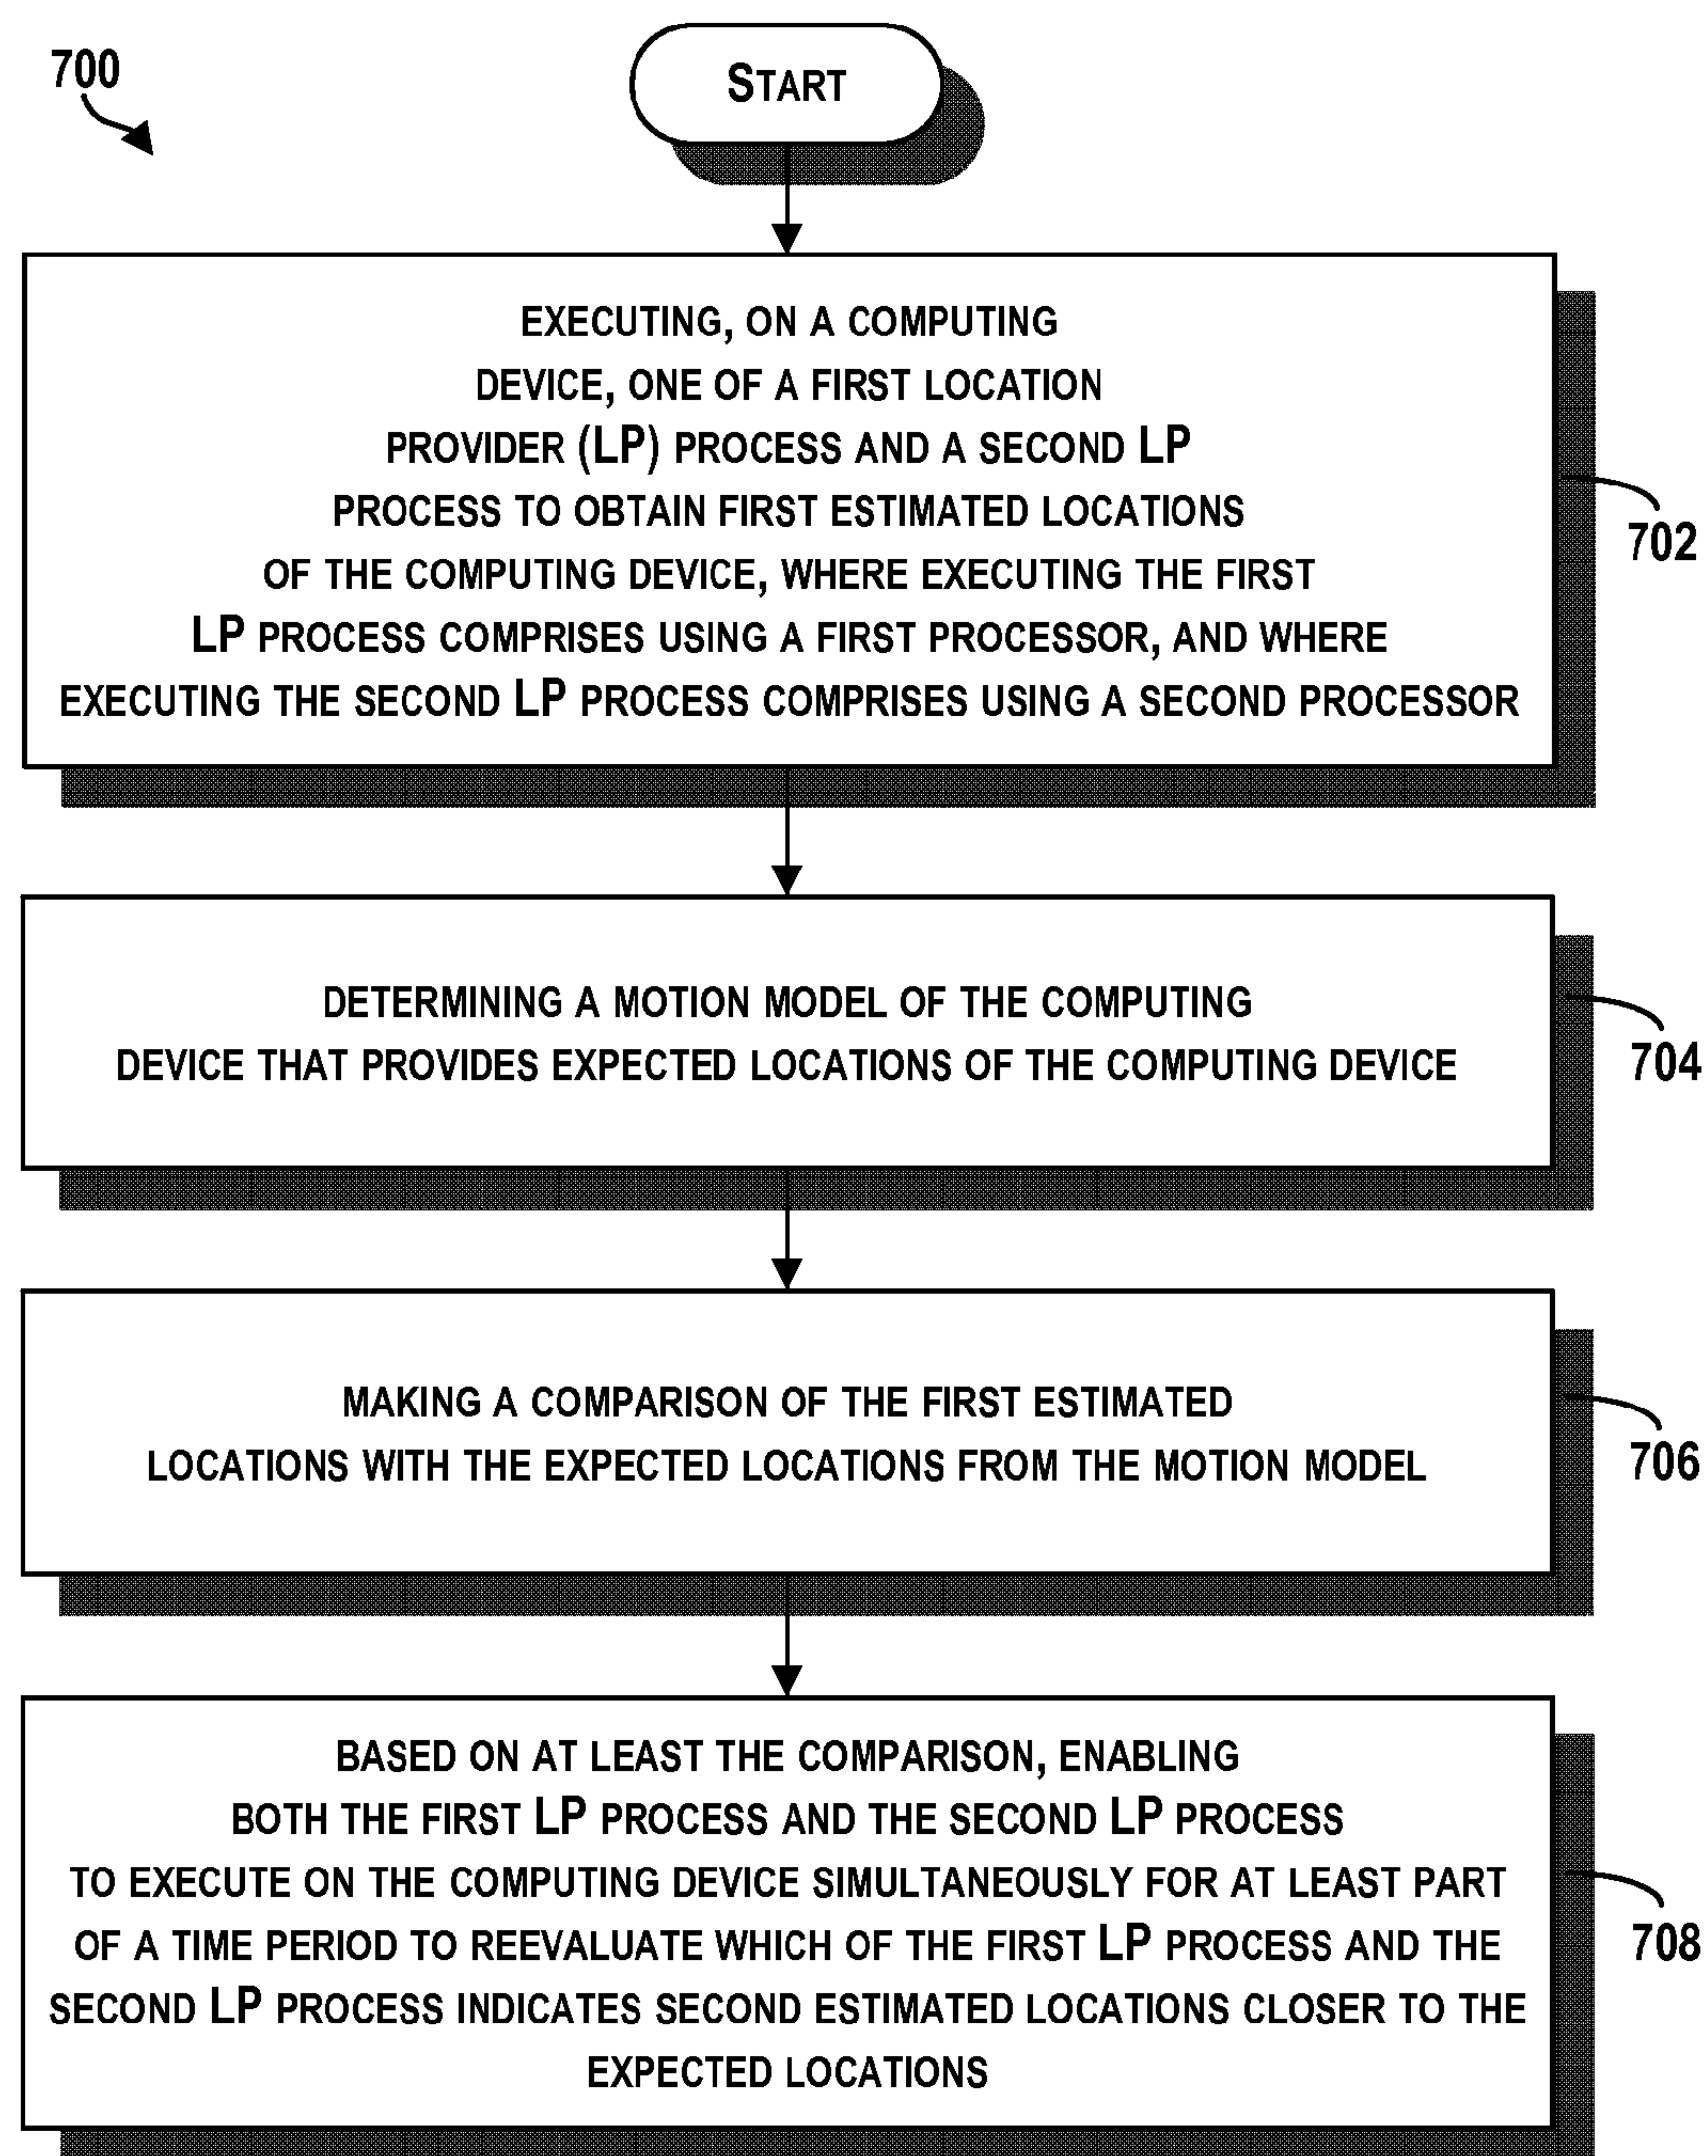 700
START
EXECUTING, ON A COMPUTING
DEVICE, ONE OF A FIRST LOCATION
PROVIDER (LP) PROCESS AND A SECOND LP
PROCESS TO OBTAIN FIRST ESTIMATED LOCATIONS
OF THE COMPUTING DEVICE, WHERE EXECUTING THE FIRST
LP PROCESS COMPRISES USING A FIRST PROCESSOR, AND WHERE
EXECUTING THE SECOND LP PROCESS COMPRISES USING A SECOND PROCESSOR
702
DETERMINING A MOTION MODEL OF THE COMPUTING
DEVICE THAT PROVIDES EXPECTED LOCATIONS OF THE COMPUTING DEVICE
704
MAKING A COMPARISON OF THE FIRST ESTIMATED
LOCATIONS WITH THE EXPECTED LOCATIONS FROM THE MOTION MODEL
706
BASED ON AT LEAST THE COMPARISON, ENABLING
BOTH THE FIRST LP PROCESS AND THE SECOND LP PROCESS
TO EXECUTE ON THE COMPUTING DEVICE SIMULTANEOUSLY FOR AT LEAST PART
OF A TIME PERIOD TO REEVALUATE WHICH OF THE FIRST LP PROCESS AND THE
SECOND LP PROCESS INDICATES SECOND ESTIMATED LOCATIONS CLOSER TO THE
EXPECTED LOCATIONS
708